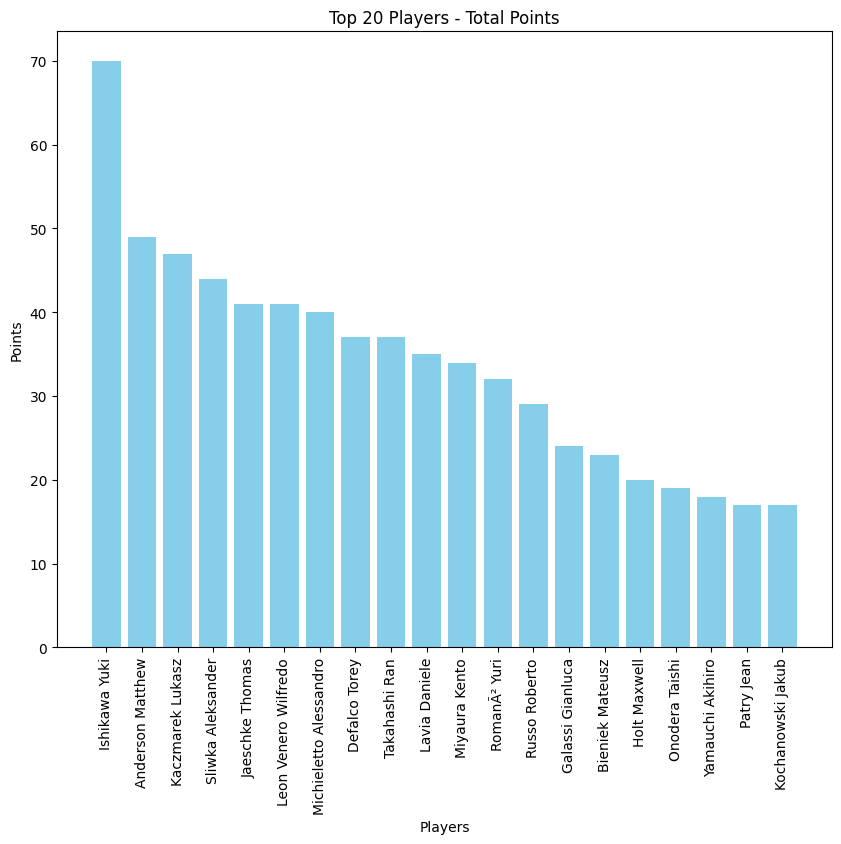 Top 20 Players - Total Points
Points
70
60
50
40
30
20
10
0
Ishikawa Yuki
Anderson Matthew
Kaczmarek Lukasz
Sliwka Aleksander
Jaeschke Thomas
Leon Venero Wilfredo
Michieletto Alessandro
Defalco Torey
Takahashi Ran
Lavia Daniele
Miyaura Kento
RomanÃ² Yuri
Russo Roberto
Galassi Gianluca
Bieniek Mateusz
Holt Maxwell
Onodera Taishi
Yamauchi Akihiro
Patry Jean
Kochanowski Jakub
Players